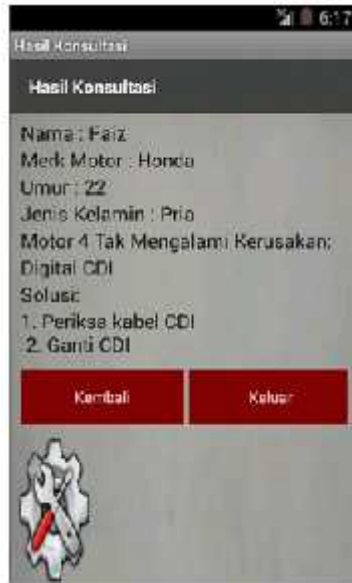 6:17
Hasil Konsultasi
Hasil Konsultasi
Nama : Faiz
Merk Motor : Honda
Umur : 22
Jenis Kelamin : Pria
Motor 4 Tak Mengalami Kerusakan:
Digital CDI
Solusi:
1. Periksa kabel CDI
2. Ganti CDI
Kembali
Keluar